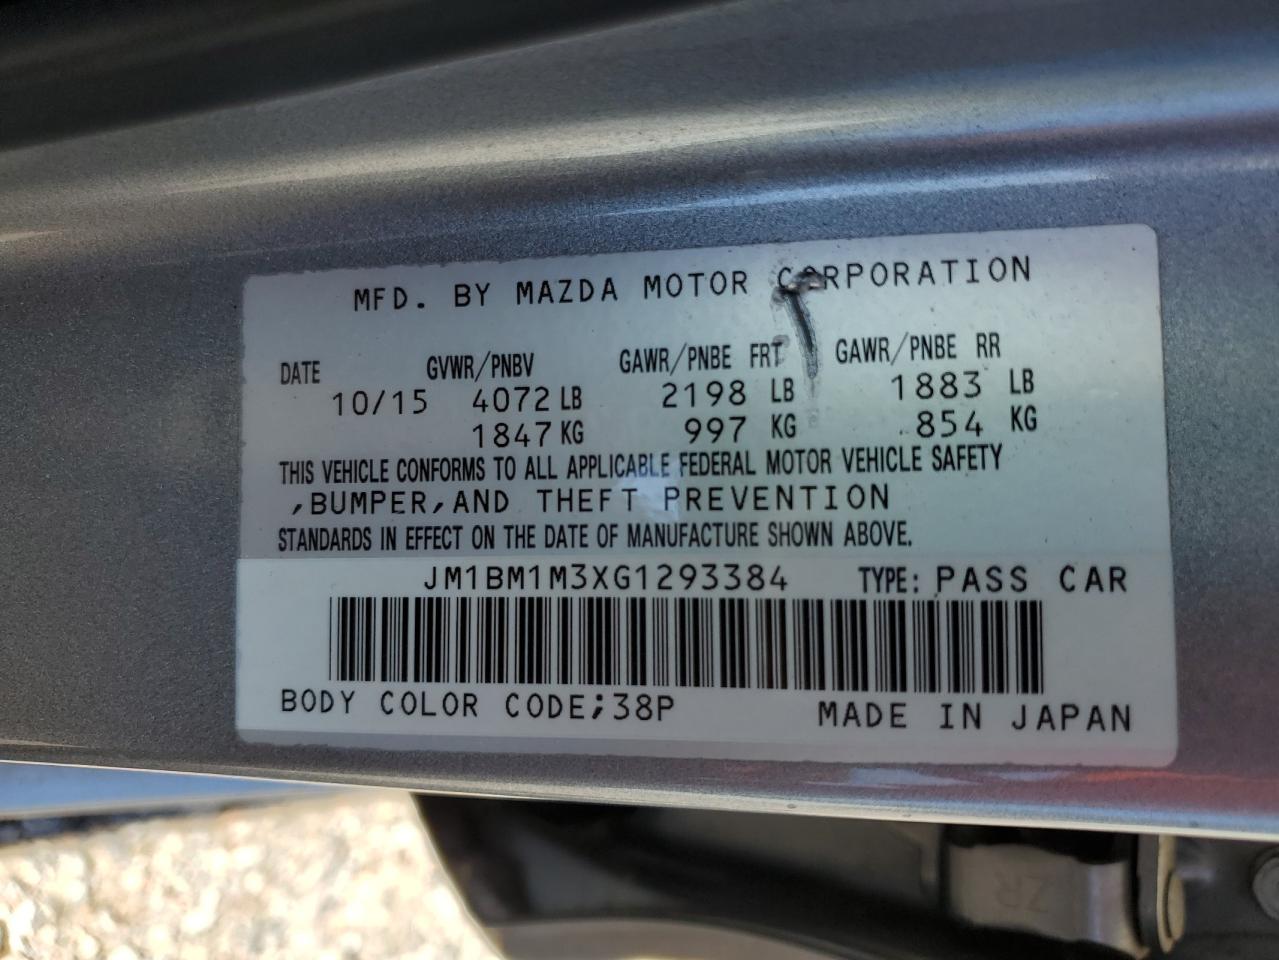 MFD. BY MAZDA MOTOR CORPORATION
DATE GVWR/PNBV GAWR/PNBE FRT GAWR/PNBE RR
10/15 4072 LB 2198 LB 1883 LB
1847 KG 997 KG 854 KG
THIS VEHICLE CONFORMS TO ALL APPLICABLE FEDERAL MOTOR VEHICLE SAFETY
,BUMPER,AND THEFT PREVENTION
STANDARDS IN EFFECT ON THE DATE OF MANUFACTURE SHOWN ABOVE.
JM1BM1M3XG1293384 TYPE: PASS CAR
BODY COLOR CODE;38P MADE IN JAPAN
ZR